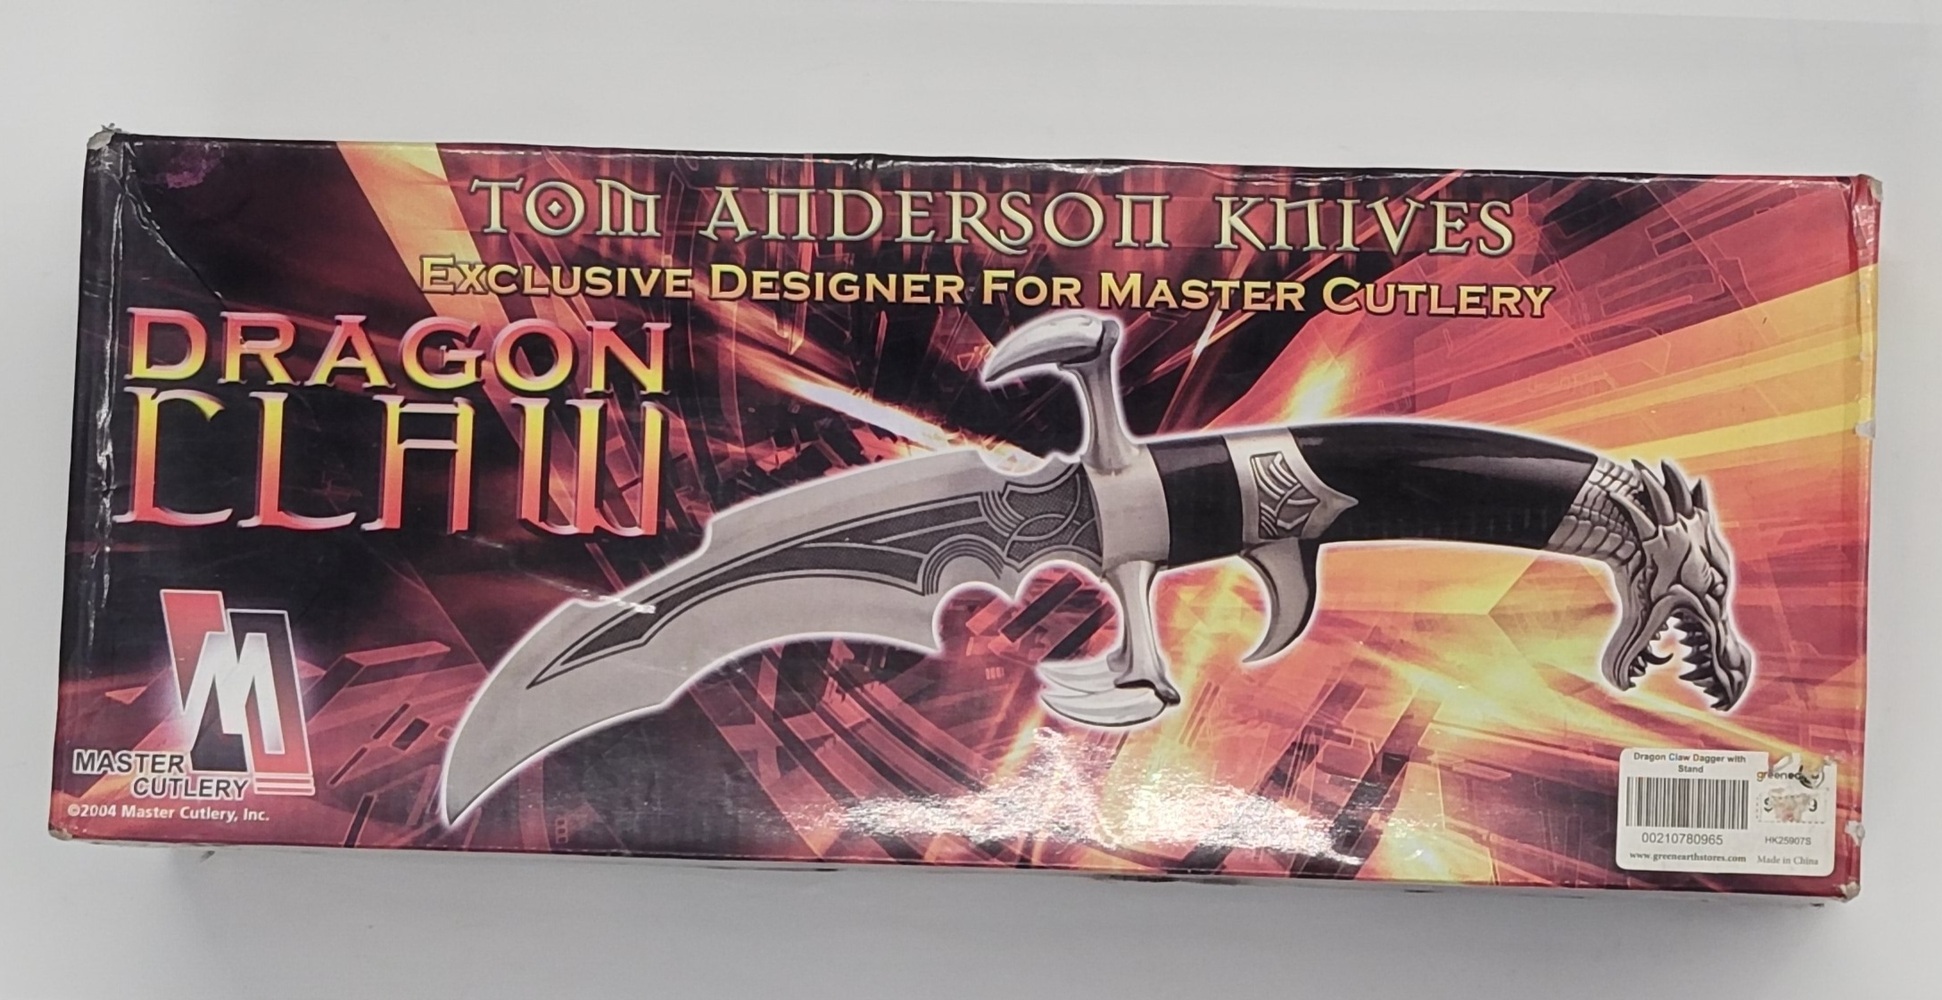 TOM ANDERSON KNIVES
EXCLUSIVE DESIGNER FOR MASTER CUTLERY
DRAGON
CLAW
MASTER
CUTLERY
©2004 Master Cutlery, Inc.
Dragon Claw Dagger with
Stand
00210780965
HK25907S
www.greenearthstores.com
Made in China